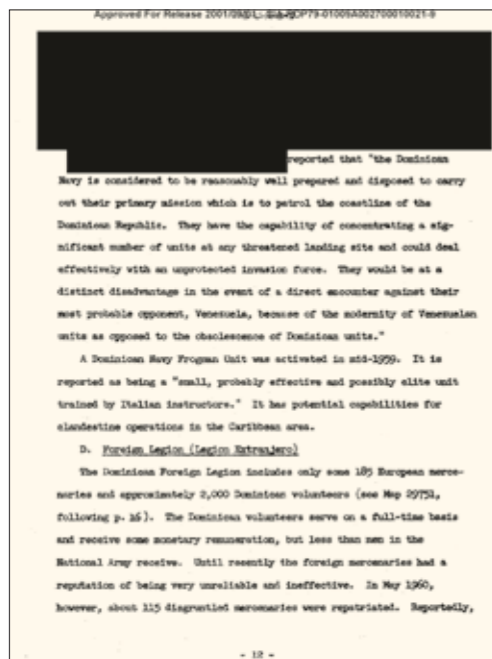 Approved For Release 2001/09/01 : CIA-RDP79-01009A002700010021-9
reported that "the Dominican
Navy is considered to be reasonably well prepared and disposed to carry
out their primary mission which is to patrol the coastline of the
Dominican Republic. They have the capability of concentrating a sig-
nificant number of units at any threatened landing site and could deal
effectively with an unprotected invasion force. They would be at a
distinct disadvantage in the event of a direct encounter against their
most probable opponent, Venezuela, because of the modernity of Venezuelan
units as opposed to the obsolescence of Dominican units."
A Dominican Navy Frogman Unit was activated in mid-1959. It is
reported as being a "small, probably effective and possibly elite unit
trained by Italian instructors." It has potential capabilities for
clandestine operations in the Caribbean area.
D. Foreign Legion (Legion Extranjero)
The Dominican Foreign Legion includes only some 185 European merce-
naries and approximately 2,000 Dominican volunteers (see Map 29751,
following p. 16). The Dominican volunteers serve on a full-time basis
and receive some monetary remuneration, but less than men in the
National Army receive. Until recently the foreign mercenaries had a
reputation of being very unreliable and ineffective. In May 1960,
however, about 115 disgruntled mercenaries were repatriated. Reportedly,
- 12 -